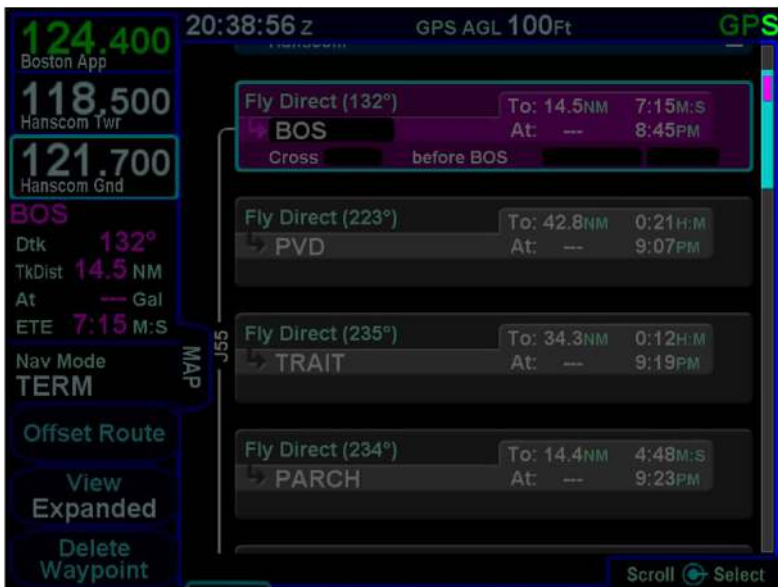 124.400
Boston App
118.500
Hanscom Twr
121.700
Hanscom Gnd
BOS
Dtk 132°
TkDist 14.5 NM
At --- Gal
ETE 7:15 M:S
Nav Mode
TERM
Offset Route
View
Expanded
Delete
Waypoint
20:38:56 Z GPS AGL 100Ft GPS
Hanscom
MAP
J55
Fly Direct (132°) To: 14.5NM 7:15M:S
BOS At: --- 8:45PM
Cross before BOS
Fly Direct (223°) To: 42.8NM 0:21H:M
PVD At: --- 9:07PM
Fly Direct (235°) To: 34.3NM 0:12H:M
TRAIT At: --- 9:19PM
Fly Direct (234°) To: 14.4NM 4:48M:S
PARCH At: --- 9:23PM
Scroll Select